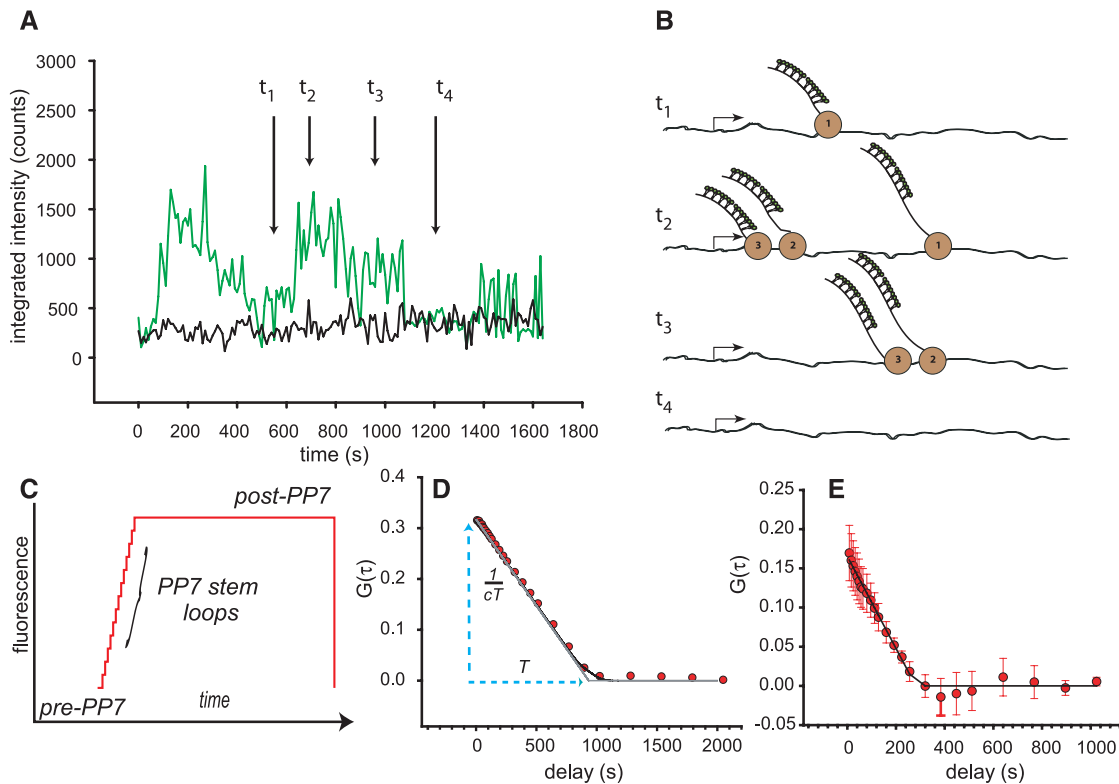 A
3000
2500
2000
1500
1000
500
0
integrated intensity (counts)
t1 t2 t3 t4
0 200 400 600 800 1000 1200 1400 1600 1800
time (s)
B
t1
1
t2
3 2 1
t3
3 2
t4
C
post-PP7
PP7 stem
loops
pre-PP7
fluorescence
time
D
0.4
0.3
0.2
0.1
0.0
G(τ)
1
cT
T
0 500 1000 1500 2000
delay (s)
E
0.25
0.20
0.15
0.10
0.05
0.00
-0.05
G(τ)
0 200 400 600 800 1000
delay (s)